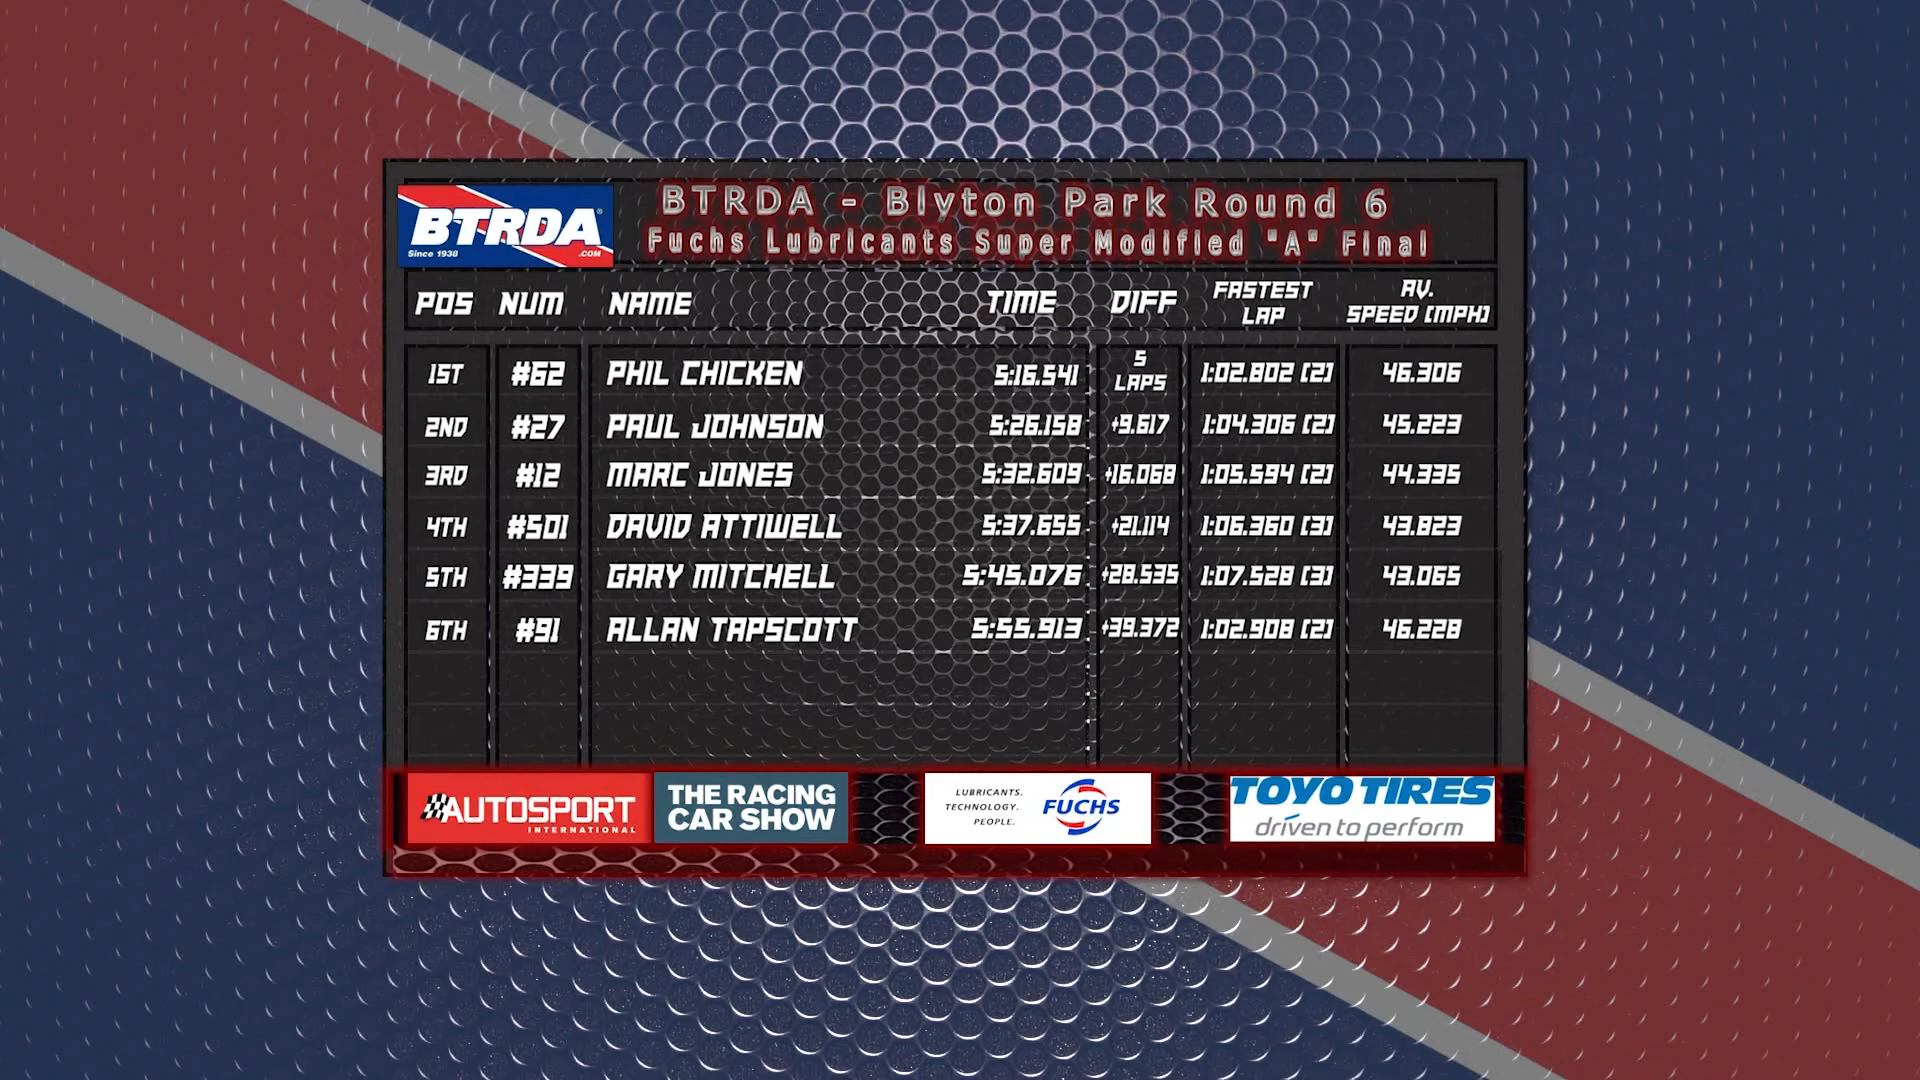 BTRDA
Since 1938
.COM
BTRDA - Blyton Park Round 6
Fuchs Lubricants Super Modified "A" Final
POS NUM NAME TIME DIFF FASTEST LAP AV. SPEED (MPH)
1ST #62 PHIL CHICKEN 5:16.541 5 LAPS 1:02.802 (2) 46.306
2ND #27 PAUL JOHNSON 5:26.158 +9.617 1:04.306 (2) 45.223
3RD #12 MARC JONES 5:32.609 +16.068 1:05.594 (2) 44.335
4TH #501 DAVID ATTIWELL 5:37.655 +21.114 1:06.360 (3) 43.823
5TH #339 GARY MITCHELL 5:45.076 +28.535 1:07.528 (3) 43.065
6TH #91 ALLAN TAPSCOTT 5:55.913 +39.372 1:02.908 (2) 46.228
AUTOSPORT
INTERNATIONAL
THE RACING
CAR SHOW
LUBRICANTS.
TECHNOLOGY.
PEOPLE.
FUCHS
TOYO TIRES
driven to perform